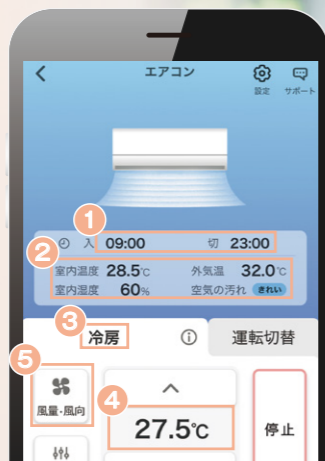 エアコン
設定 サポート
1
入 09:00 切 23:00
2
室内温度 28.5℃ 外気温 32.0℃
室内湿度 60% 空気の汚れ きれい
3
冷房 運転切替
5
風量・風向
4
27.5℃
停止